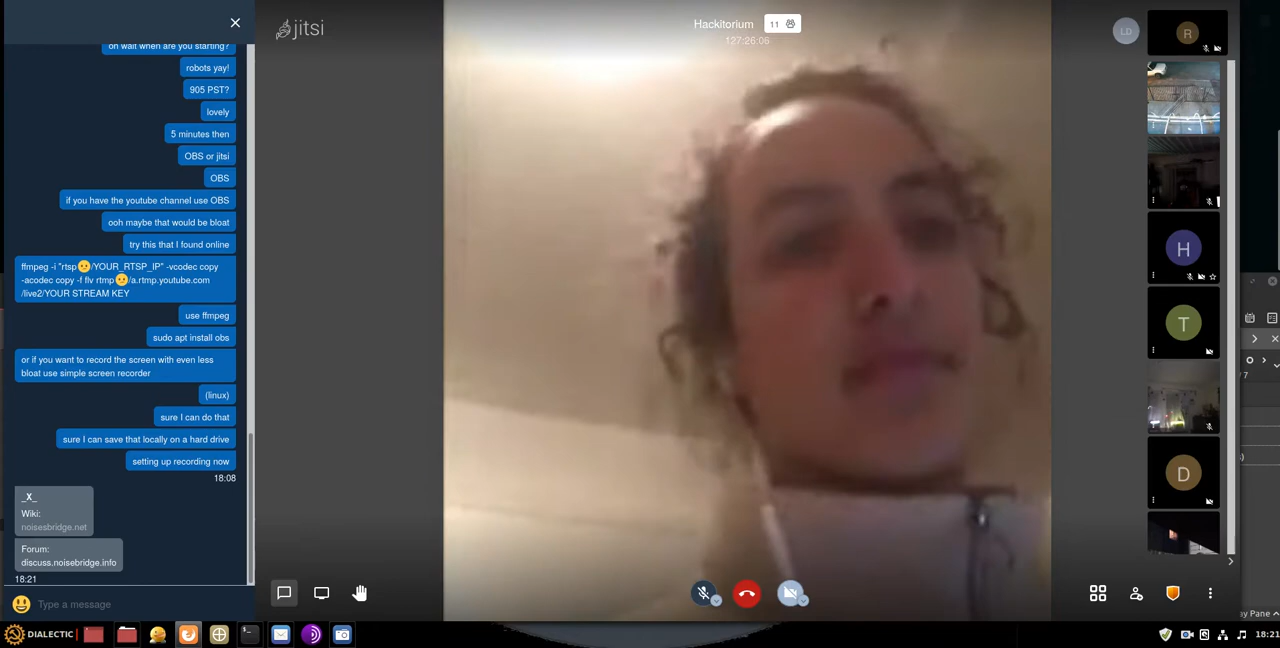 oh wait when are you starting?
robots yay!
905 PST?
lovely
5 minutes then
OBS or jitsi
OBS
if you have the youtube channel use OBS
ooh maybe that would be bloat
try this that I found online
ffmpeg -i "rtsp😕/YOUR_RTSP_IP" -vcodec copy
-acodec copy -f flv rtmp😕/a.rtmp.youtube.com
/live2/YOUR STREAM KEY
use ffmpeg
sudo apt install obs
or if you want to record the screen with even less
bloat use simple screen recorder
(linux)
sure I can do that
sure I can save that locally on a hard drive
setting up recording now
18:08
_X_
Wiki:
noisesbridge.net
Forum:
discuss.noisebridge.info
18:21
Type a message
jitsi
Hackitorium 11
127:26:06
LD
R
H
T
D
/7
ay Pane
DIALECTIC
18:21